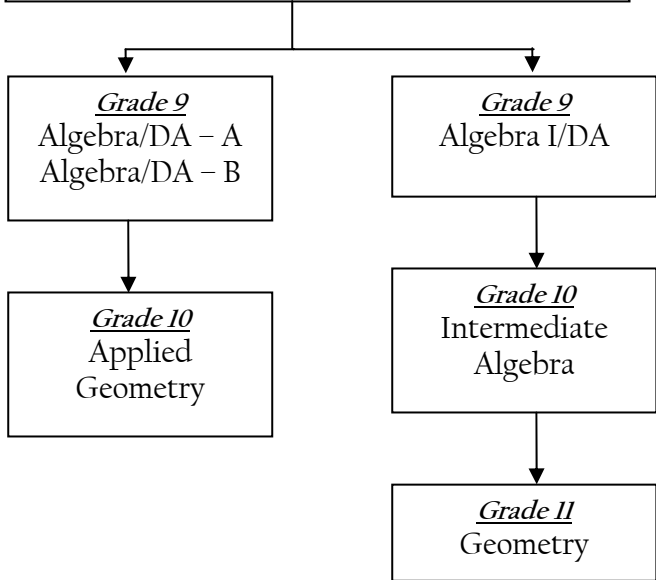 Grade 9
Algebra/DA – A
Algebra/DA – B
Grade 9
Algebra I/DA
Grade 10
Applied
Geometry
Grade 10
Intermediate
Algebra
Grade 11
Geometry